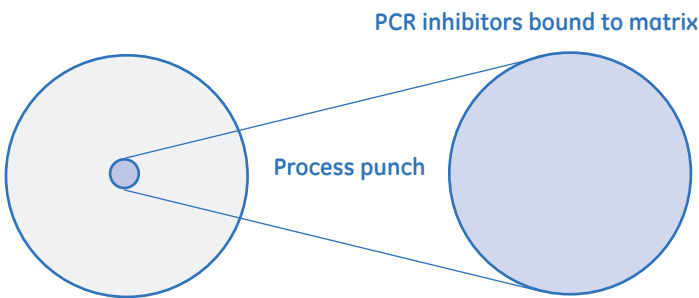 PCR inhibitors bound to matrix
Process punch